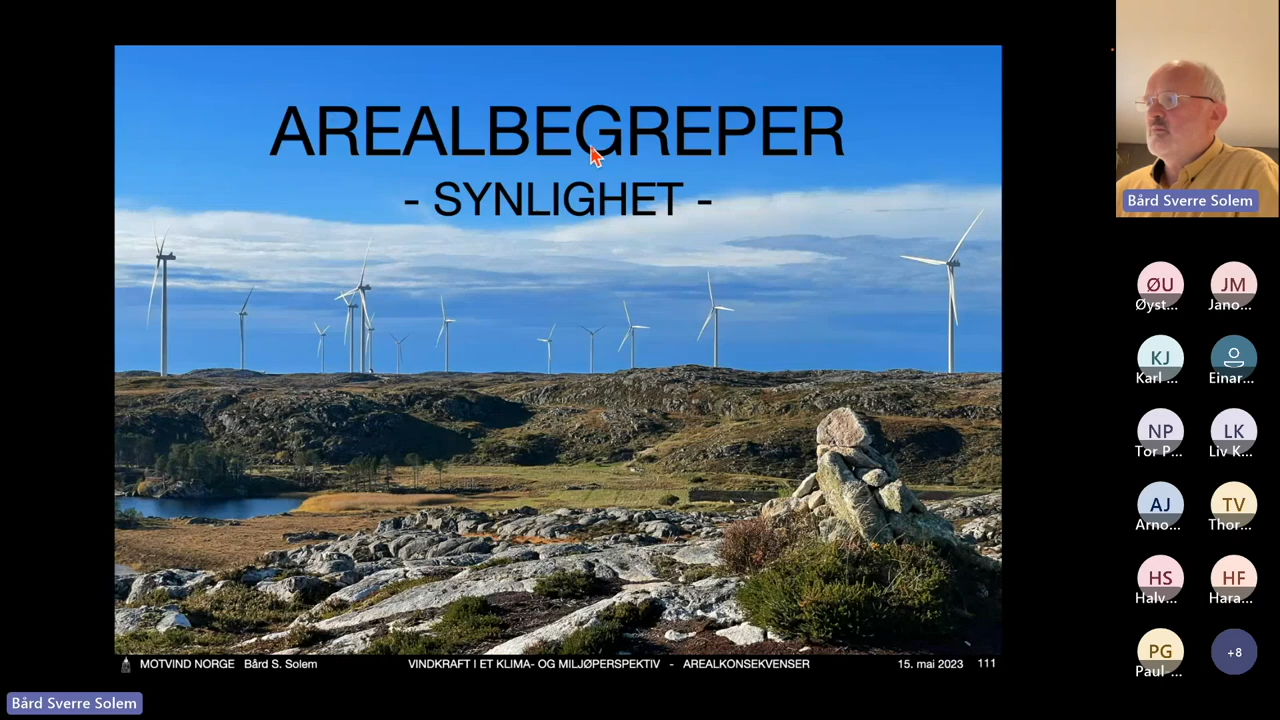 AREALBEGREPER
- SYNLIGHET -
MOTVIND NORGE Bård S. Solem
VINDKRAFT I ET KLIMA- OG MILJØPERSPEKTIV - AREALKONSEKVENSER
15. mai 2023 111
Bård Sverre Solem
Bård Sverre Solem
ØU JM
Øyst... Jano...
KJ
Karl ... Einar...
NP LK
Tor P... Liv K...
AJ TV
Arno... Thor...
HS HF
Halv... Hara...
PG +8
Paul ...